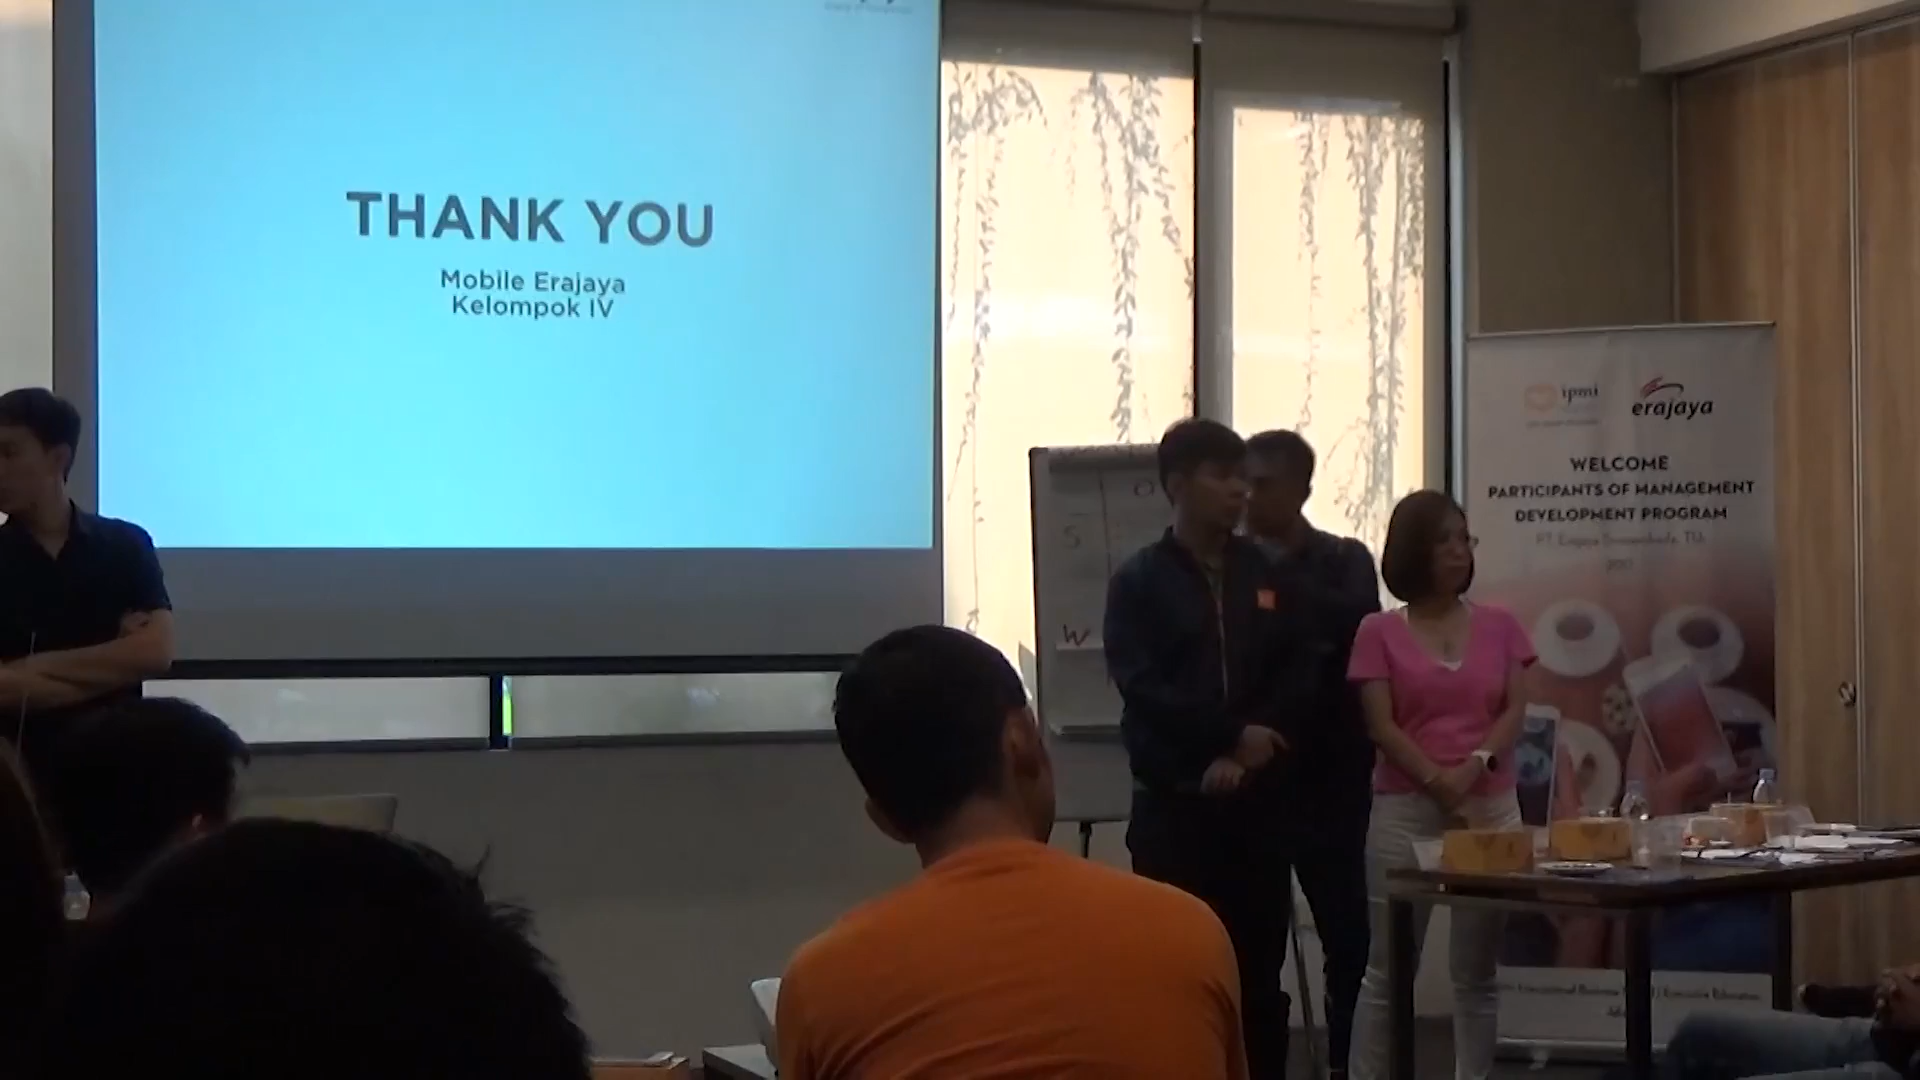 THANK YOU
Mobile Erajaya
Kelompok IV
ipmi
erajaya
WELCOME
PARTICIPANTS OF MANAGEMENT
DEVELOPMENT PROGRAM
O
S
W